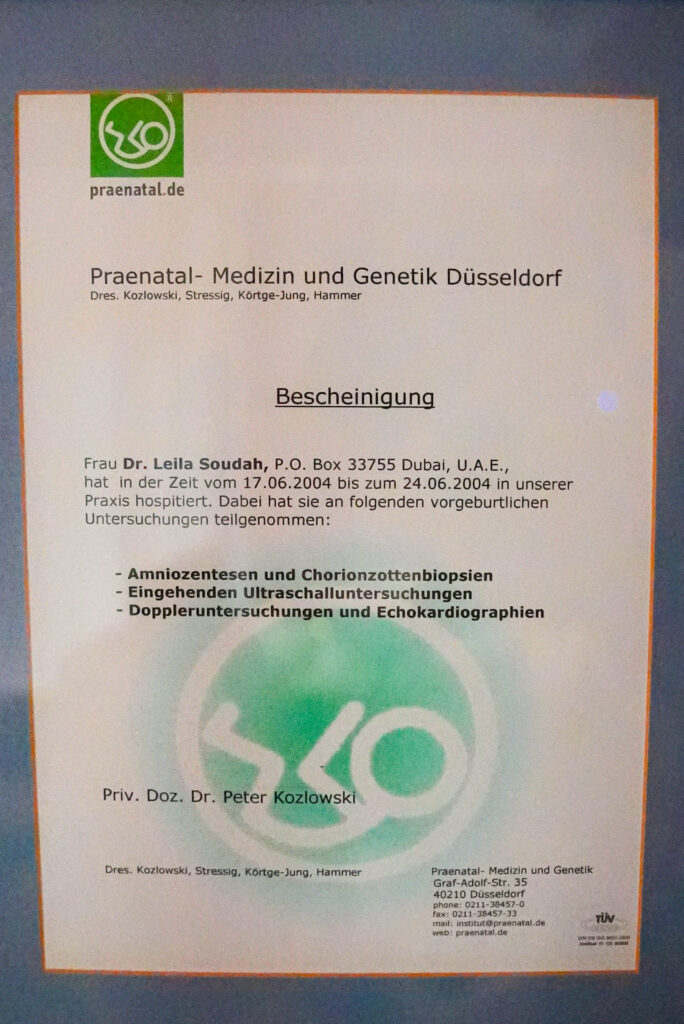 ®
praenatal.de
Praenatal- Medizin und Genetik Düsseldorf
Dres. Kozlowski, Stressig, Körtge-Jung, Hammer
Bescheinigung
Frau Dr. Leila Soudah, P.O. Box 33755 Dubai, U.A.E.,
hat in der Zeit vom 17.06.2004 bis zum 24.06.2004 in unserer
Praxis hospitiert. Dabei hat sie an folgenden vorgeburtlichen
Untersuchungen teilgenommen:
- Amniozentesen und Chorionzottenbiopsien
- Eingehenden Ultraschalluntersuchungen
- Doppleruntersuchungen und Echokardiographien
Priv. Doz. Dr. Peter Kozlowski
Dres. Kozlowski, Stressig, Körtge-Jung, Hammer
Praenatal- Medizin und Genetik
Graf-Adolf-Str. 35
40210 Düsseldorf
phone: 0211-38457-0
fax: 0211-38457-33
mail: institut@praenatal.de
web: praenatal.de
TÜV